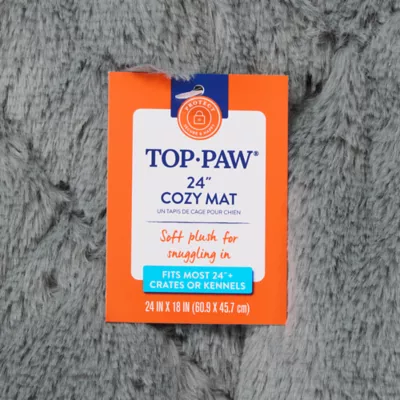 PROTECT
TOP•PAW®
24"
COZY MAT
UN TAPIS DE CAGE POUR CHIEN
Soft plush for
snuggling in
FITS MOST 24"+
CRATES OR KENNELS
24 IN X 18 IN (60.9 X 45.7 cm)